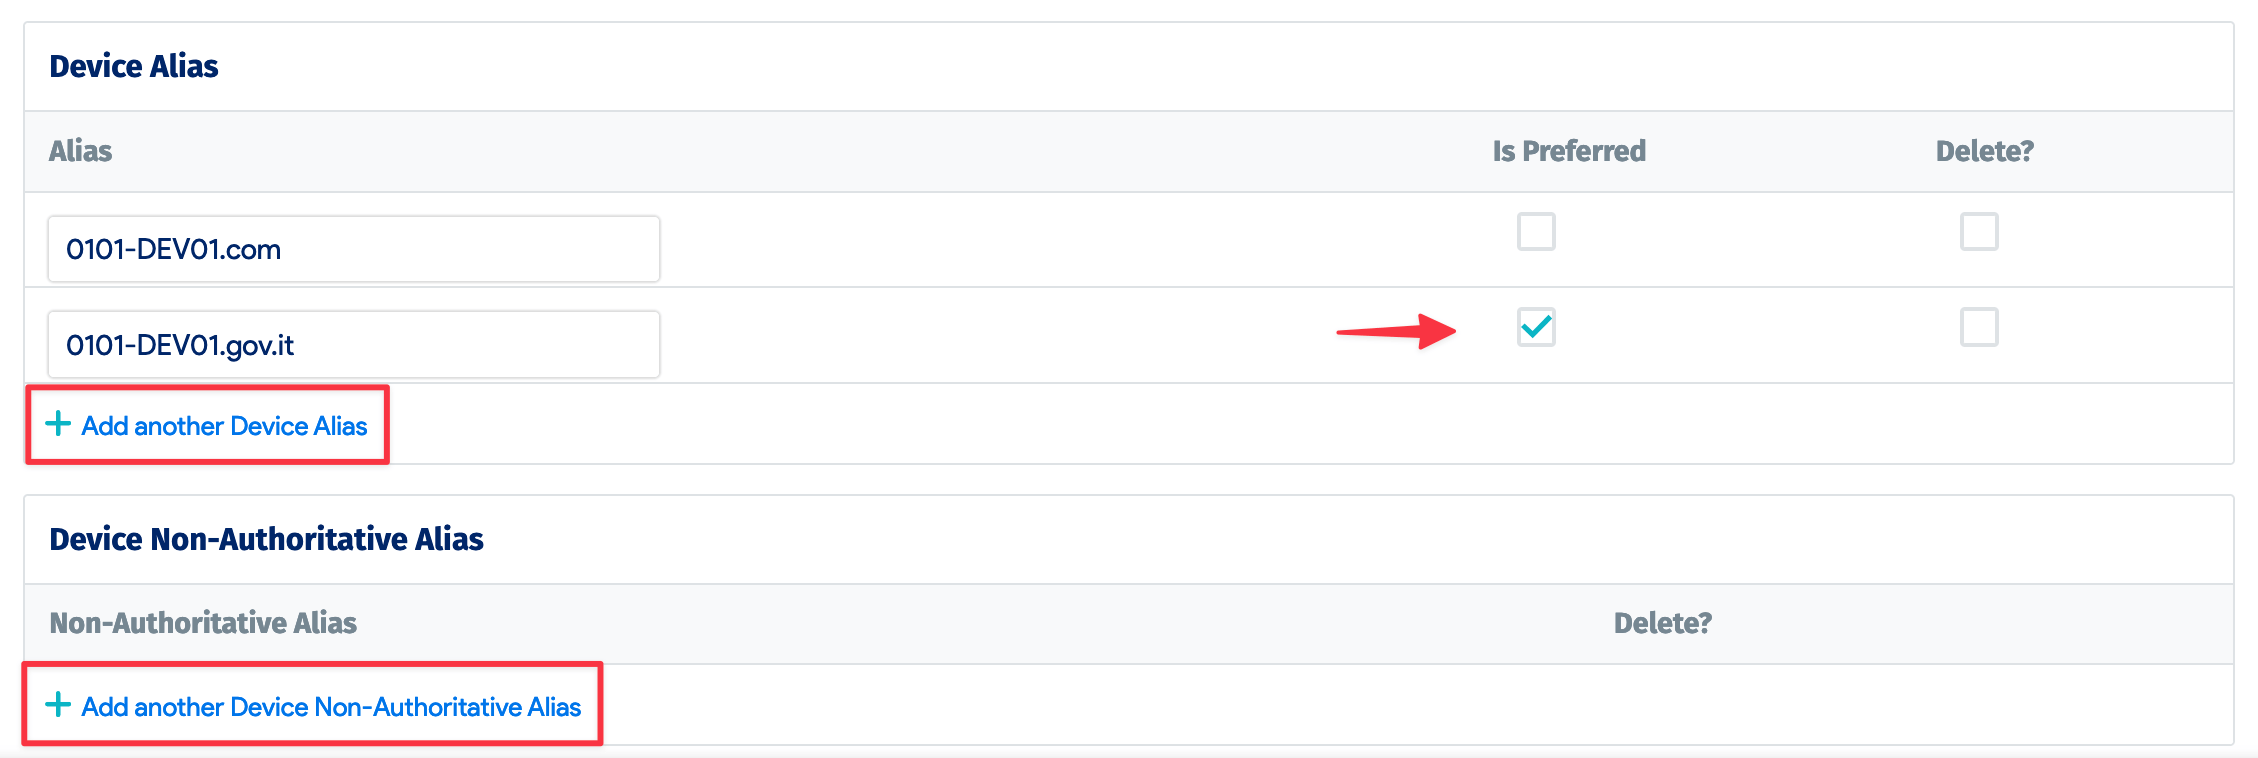 Device Alias
Alias Is Preferred Delete?
0101-DEV01.com
0101-DEV01.gov.it
+ Add another Device Alias
Device Non-Authoritative Alias
Non-Authoritative Alias Delete?
+ Add another Device Non-Authoritative Alias